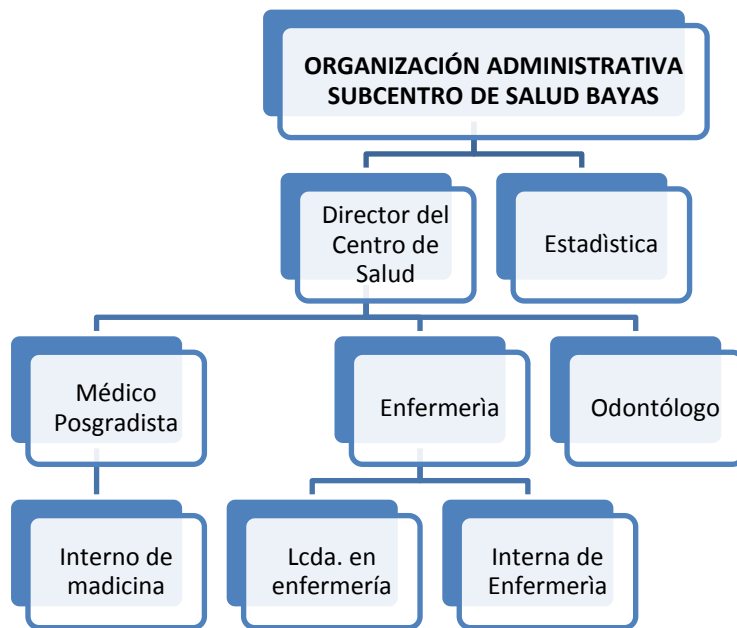 ORGANIZACIÓN ADMINISTRATIVA
SUBCENTRO DE SALUD BAYAS
Director del
Centro de
Salud
Estadìstica
Médico
Posgradista
Enfermerìa
Odontólogo
Interno de
madicina
Lcda. en
enfermería
Interna de
Enfermerìa